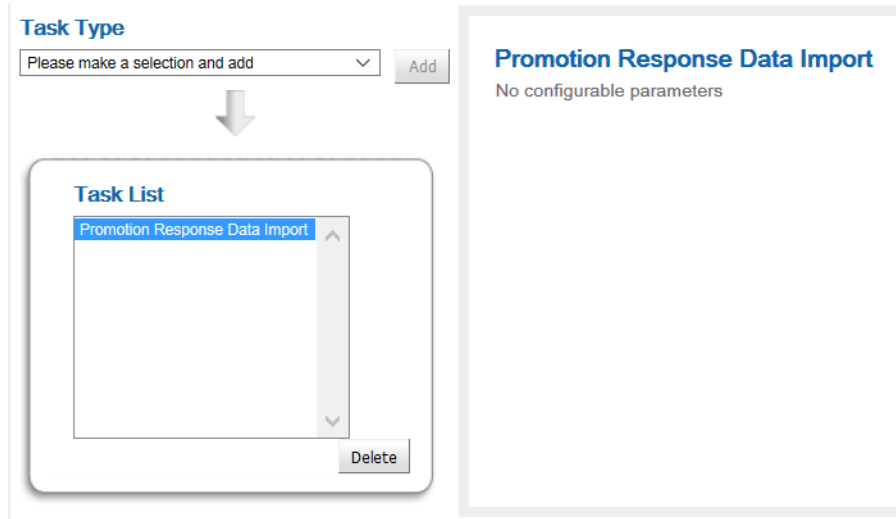 Task Type
Please make a selection and add
Add
Task List
Promotion Response Data Import
Delete
Promotion Response Data Import
No configurable parameters